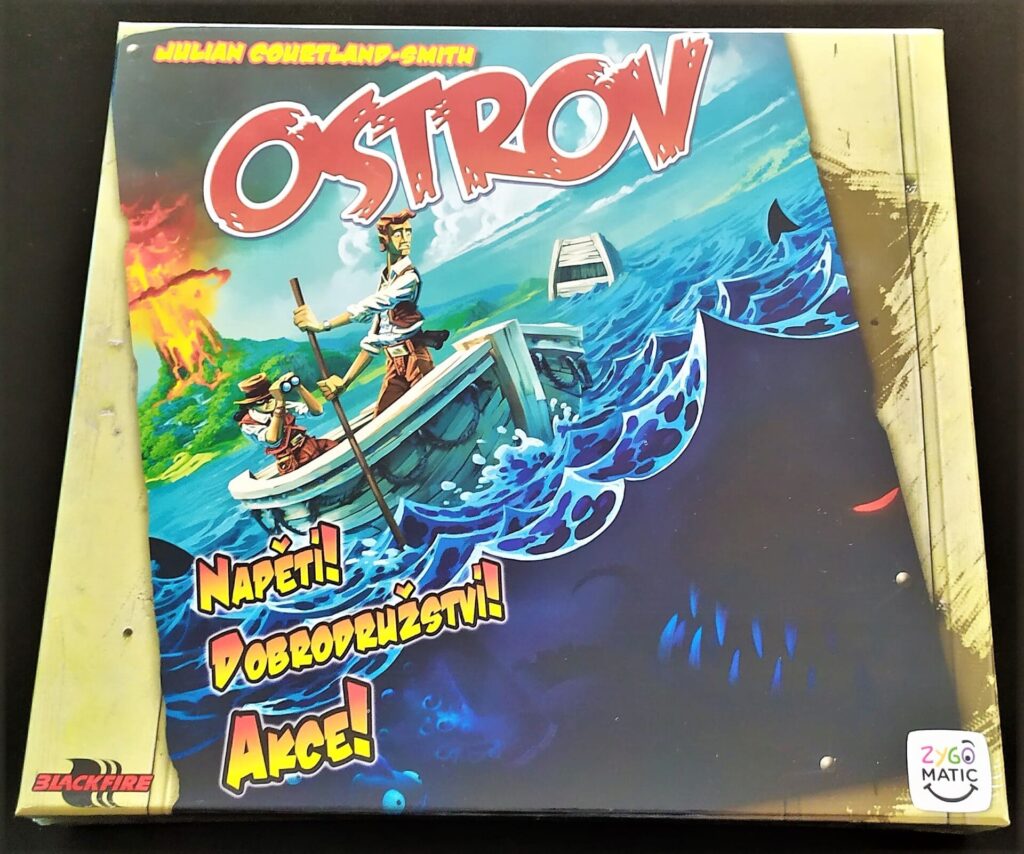 JULIAN COURTLAND-SMITH
OSTROV
NAPĚTÍ!
DOBRODRUŽSTVÍ!
AKCE!
BLACKFIRE
ZYGO
MATIC